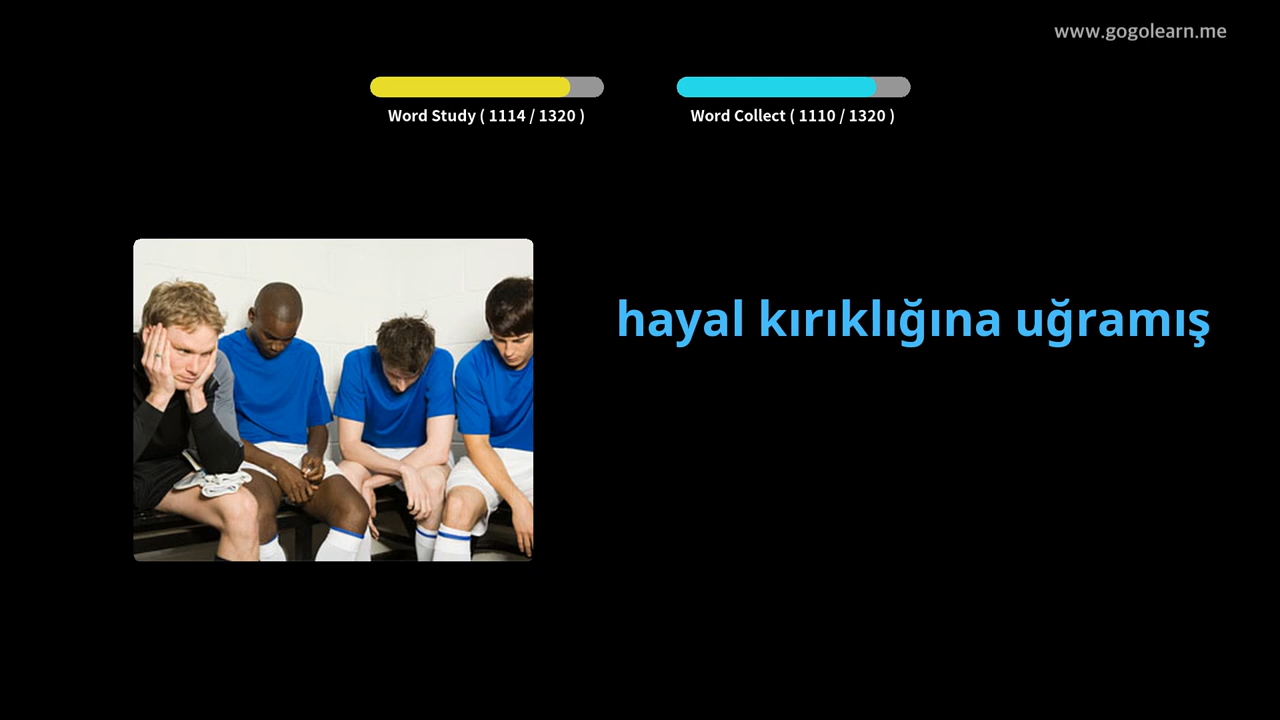 www.gogolearn.me
Word Study ( 1114 / 1320 )
Word Collect ( 1110 / 1320 )
hayal kırıklığına uğramış